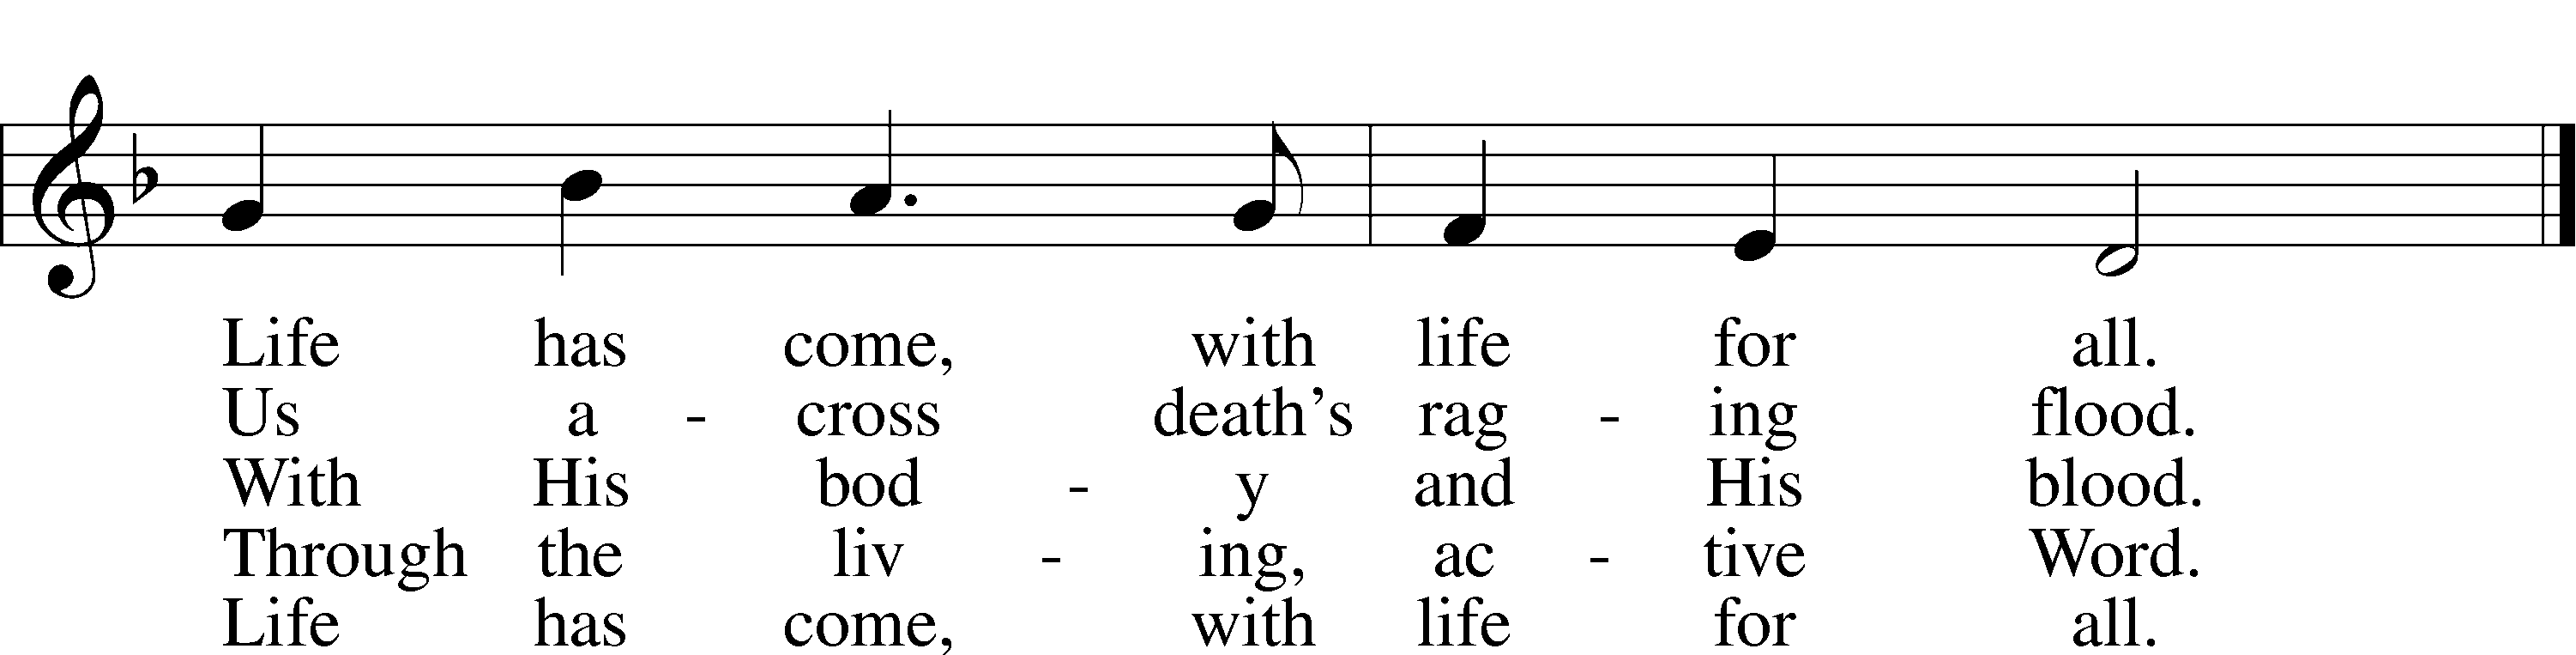 Life has come, with life for all.
Us a - cross death's rag - ing flood.
With His bod - y and His blood.
Through the liv - ing, ac - tive Word.
Life has come, with life for all.